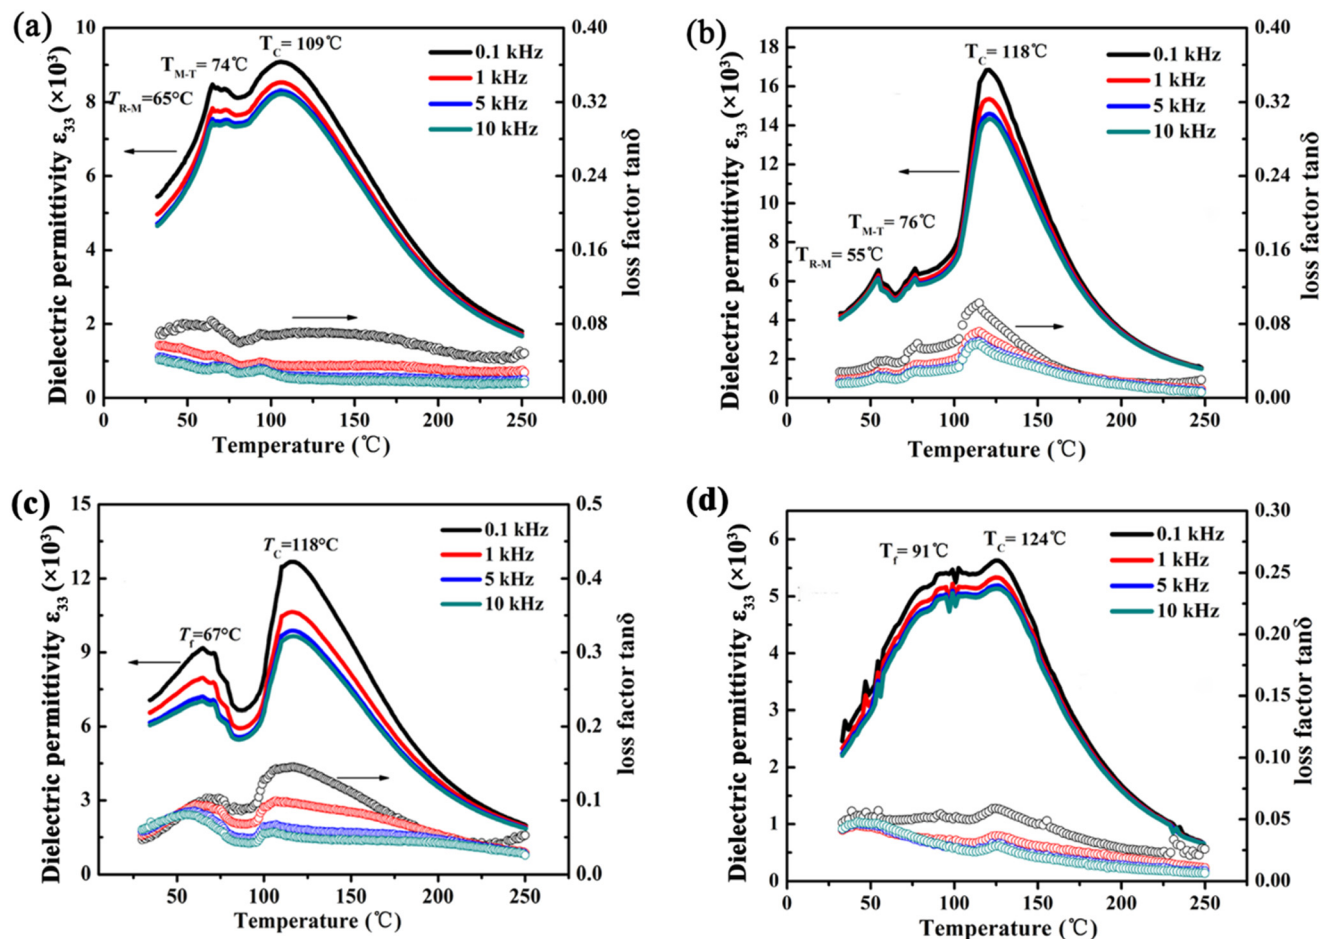 (a)
10
8
6
4
2
0
0.40
0.32
0.24
0.16
0.08
0.00
0
50
100
150
200
250
Dielectric permittivity ε33 (×10³)
loss factor tanδ
Temperature (℃)
TC= 109℃
TM-T= 74℃
TR-M=65°C
0.1 kHz
1 kHz
5 kHz
10 kHz
(b)
18
16
14
12
10
8
6
4
2
0
0.40
0.32
0.24
0.16
0.08
0.00
0
50
100
150
200
250
Dielectric permittivity ε33 (×10³)
loss factor tanδ
Temperature (℃)
TC= 118℃
TM-T= 76℃
TR-M= 55℃
0.1 kHz
1 kHz
5 kHz
10 kHz
(c)
15
12
9
6
3
0
0.5
0.4
0.3
0.2
0.1
0.0
50
100
150
200
250
Dielectric permittivity ε33 (×10³)
loss factor tanδ
Temperature (℃)
TC=118°C
Tf=67°C
0.1 kHz
1 kHz
5 kHz
10 kHz
(d)
6
5
4
3
2
1
0
0.30
0.25
0.20
0.15
0.10
0.05
0.00
0
50
100
150
200
250
Dielectric permittivity ε33 (×10³)
loss factor tanδ
Temperature (℃)
Tf= 91℃
TC= 124℃
0.1 kHz
1 kHz
5 kHz
10 kHz